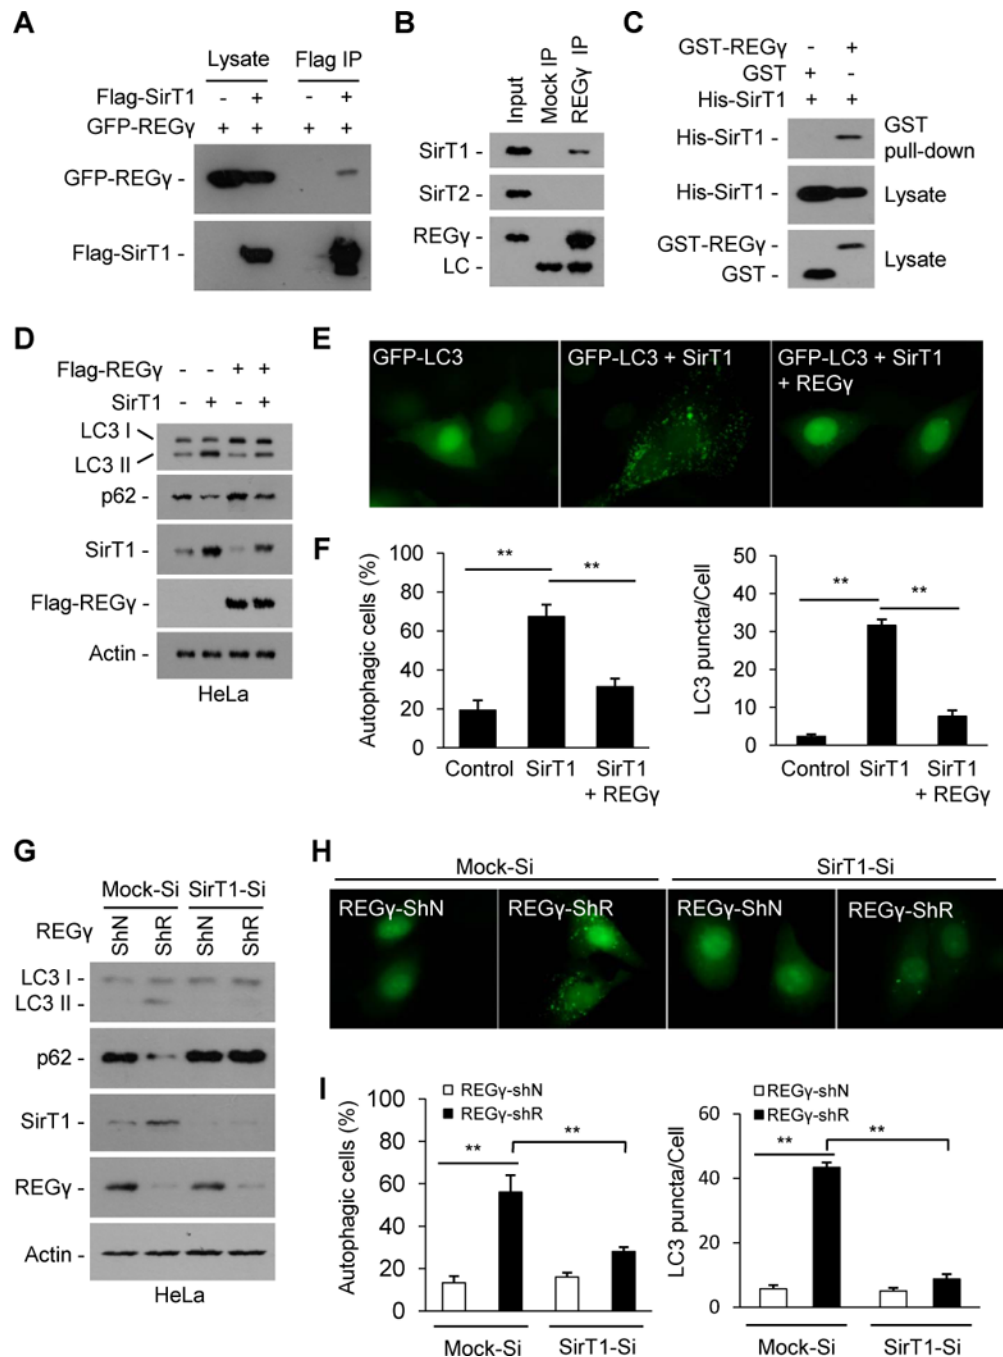 A
Lysate Flag IP
Flag-SirT1 - + - +
GFP-REGγ + + + +
GFP-REGγ -
Flag-SirT1 -
B
Input
Mock IP
REGγ IP
SirT1 -
SirT2 -
REGγ -
LC -
C
GST-REGγ - +
GST + -
His-SirT1 + +
His-SirT1 - GST
pull-down
His-SirT1 - Lysate
GST-REGγ - Lysate
GST -
D
Flag-REGγ - - + +
SirT1 - + - +
LC3 I
LC3 II
p62 -
SirT1 -
Flag-REGγ -
Actin -
HeLa
E
GFP-LC3
GFP-LC3 + SirT1
GFP-LC3 + SirT1
+ REGγ
F
Autophagic cells (%)
100
80
60
40
20
0
** **
Control SirT1 SirT1
+ REGγ
LC3 puncta/Cell
50
40
30
20
10
0
** **
Control SirT1 SirT1
+ REGγ
G
Mock-Si SirT1-Si
REGγ ShN ShR ShN ShR
LC3 I -
LC3 II -
p62 -
SirT1 -
REGγ -
Actin -
HeLa
H
Mock-Si SirT1-Si
REGγ-ShN REGγ-ShR REGγ-ShN REGγ-ShR
I
REGγ-shN
REGγ-shR
Autophagic cells (%)
100
80
60
40
20
0
** **
Mock-Si SirT1-Si
REGγ-shN
REGγ-shR
LC3 puncta/Cell
60
40
20
0
** **
Mock-Si SirT1-Si